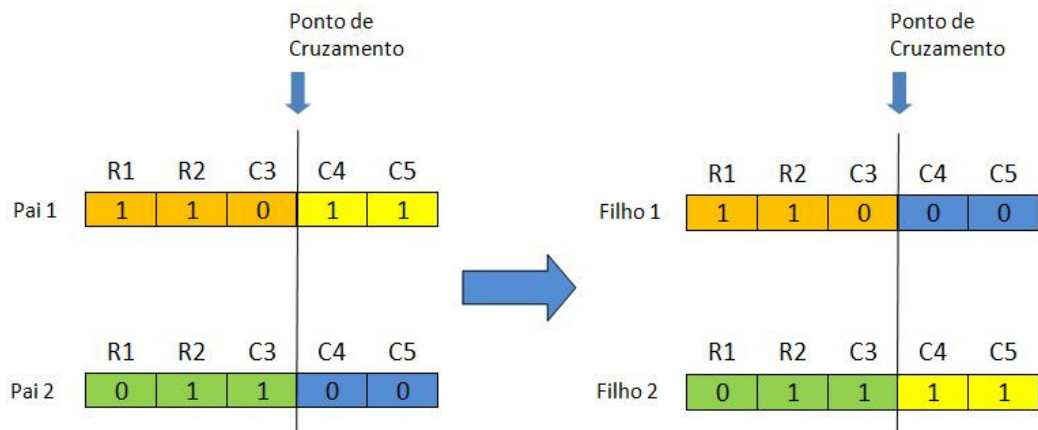 Ponto de
Cruzamento
Ponto de
Cruzamento
R1 R2 C3 C4 C5
Pai 1 1 1 0 1 1
R1 R2 C3 C4 C5
Filho 1 1 1 0 0 0
R1 R2 C3 C4 C5
Pai 2 0 1 1 0 0
R1 R2 C3 C4 C5
Filho 2 0 1 1 1 1